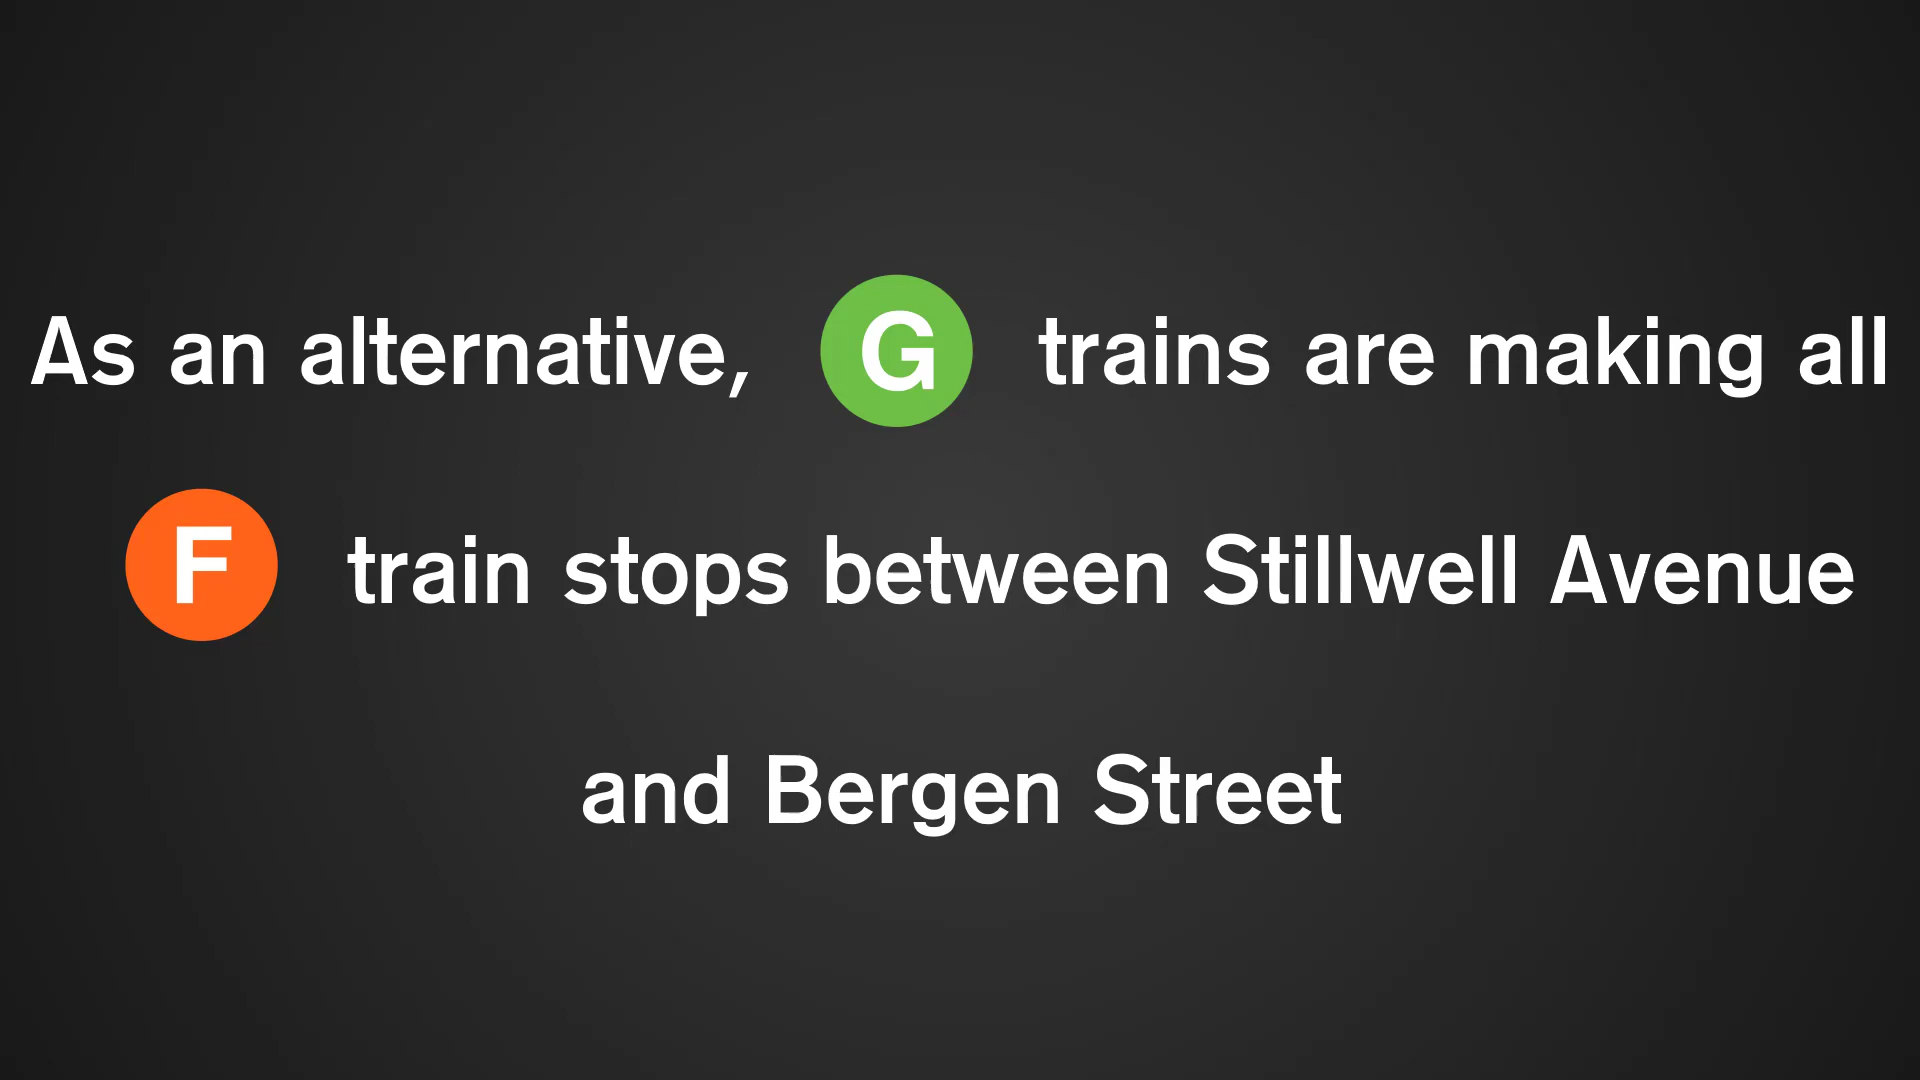 As an alternative, G trains are making all
F train stops between Stillwell Avenue
and Bergen Street